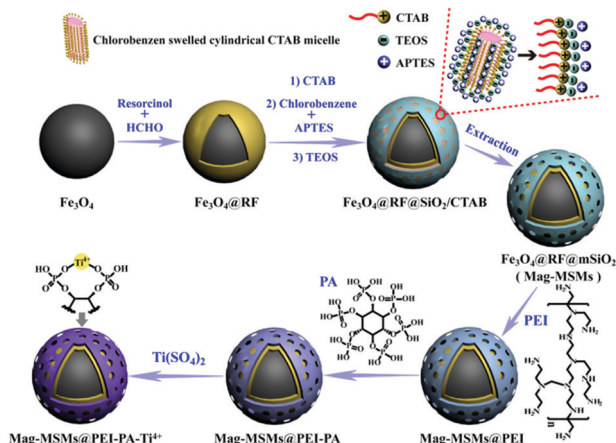 Chlorobenzen swelled cylindrical CTAB micelle
CTAB
TEOS
APTES
Resorcinol
+
HCHO
1) CTAB
2) Chlorobenzene
+
APTES
3) TEOS
Extraction
Fe₃O₄
Fe₃O₄@RF
Fe₃O₄@RF@SiO₂/CTAB
Fe₃O₄@RF@mSiO₂
( Mag-MSMs )
PEI
PA
Ti(SO₄)₂
Ti⁴⁺
Mag-MSMs@PEI-PA-Ti⁴⁺
Mag-MSMs@PEI-PA
Mag-MSMs@PEI